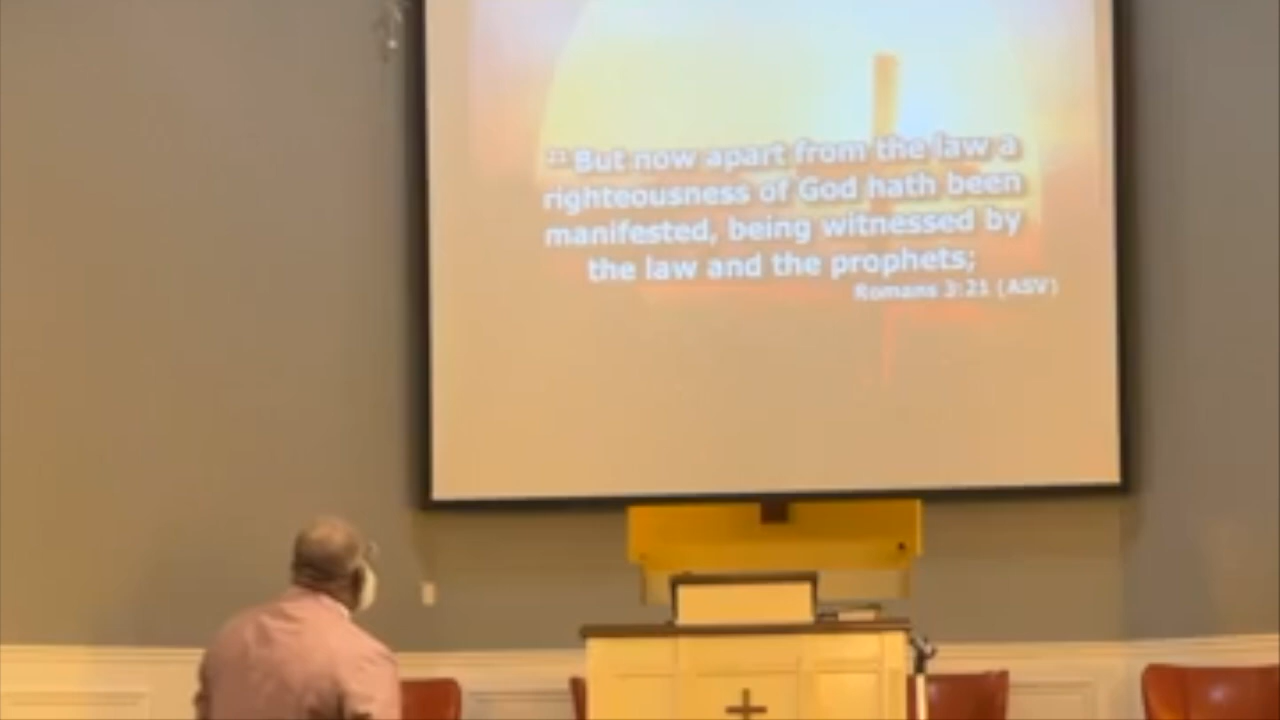 21 But now apart from the law a
righteousness of God hath been
manifested, being witnessed by
the law and the prophets;
Romans 3:21 (ASV)